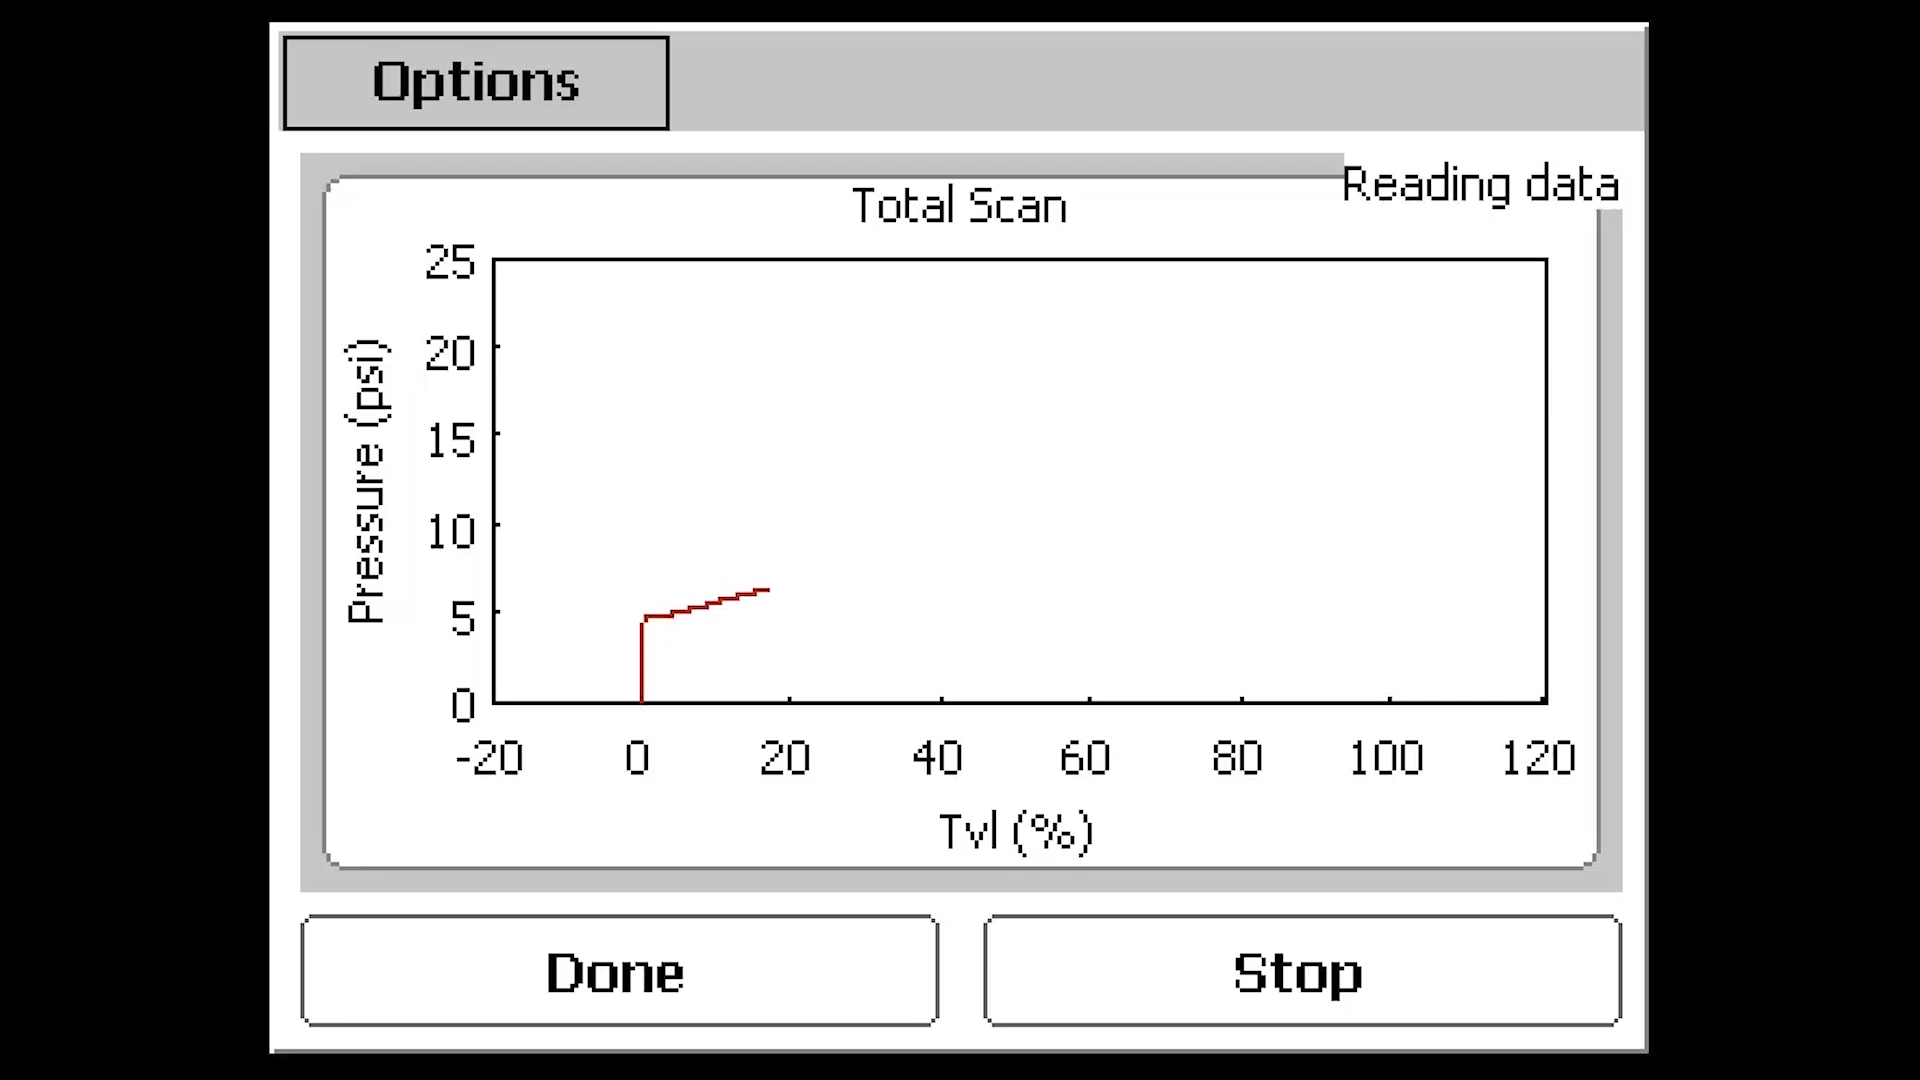 Options
Reading data
Total Scan
25
20
15
10
5
0
Pressure (psi)
-20 0 20 40 60 80 100 120
Tvl (%)
Done Stop